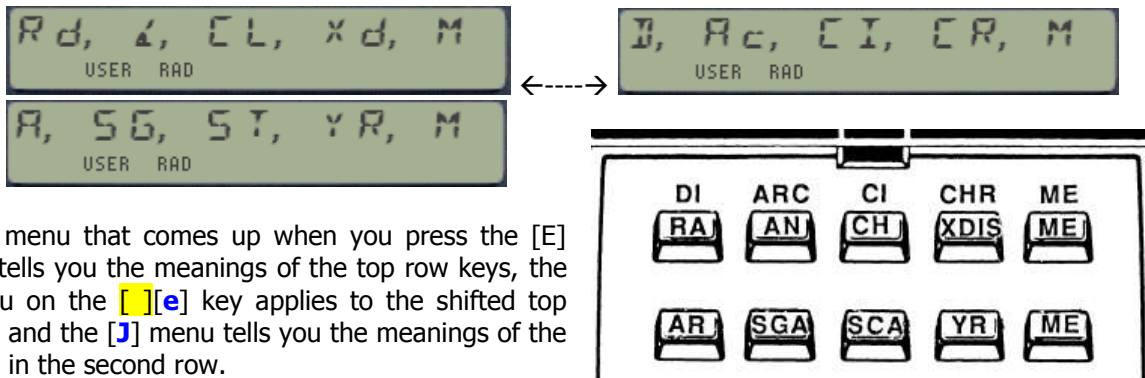 Rd, ∡, CL, Xd, M
USER RAD
D, Ac, CI, CR, M
USER RAD
←----→
A, SG, ST, YR, M
USER RAD
DI ARC CI CHR ME
RA AN CH XDIS ME
AR SGA SCA YR ME
menu that comes up when you press the [E]
tells you the meanings of the top row keys, the
u on the [ ][e] key applies to the shifted top
and the [J] menu tells you the meanings of the
in the second row.